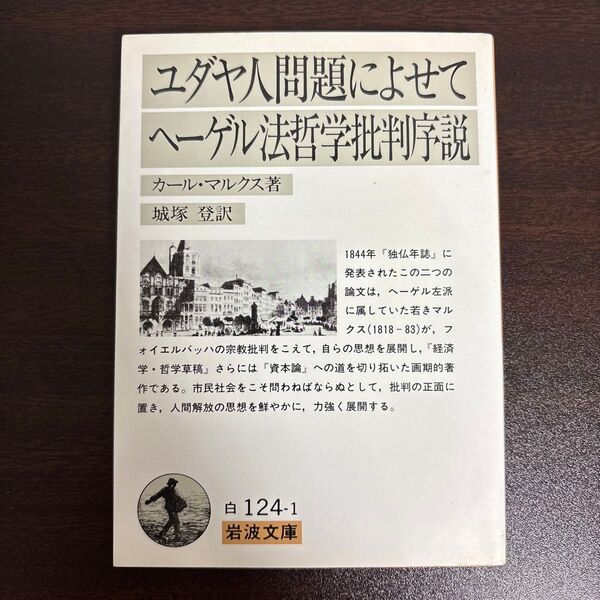 ユダヤ人問題によせて
ヘーゲル法哲学批判序説
カール・マルクス著
城塚 登訳
1844年『独仏年誌』に
発表されたこの二つの
論文は，ヘーゲル左派
に属していた若きマル
クス(1818－83)が，フ
ォイエルバッハの宗教批判をこえて，自らの思想を展開し，『経済
学・哲学草稿』さらには『資本論』への道を切り拓いた画期的著
作である。市民社会をこそ問わねばならぬとして，批判の正面に
置き，人間解放の思想を鮮やかに，力強く展開する。
白 124-1
岩波文庫